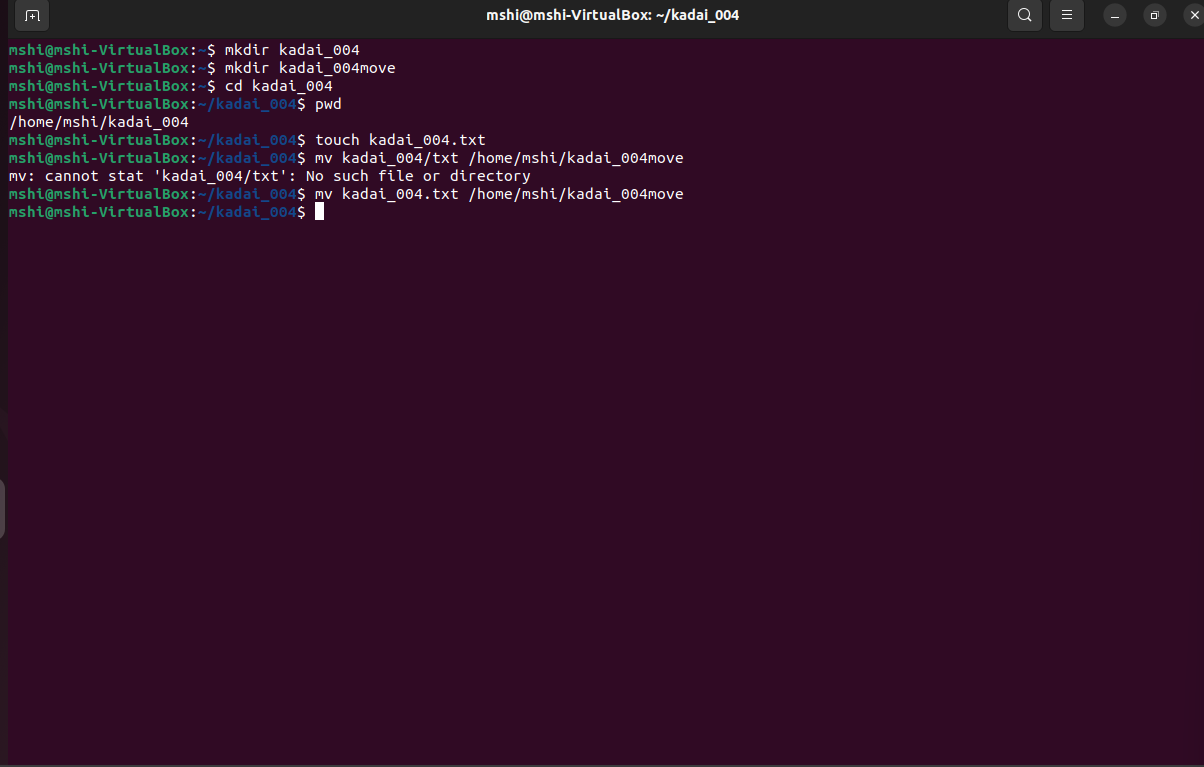 mshi@mshi-VirtualBox: ~/kadai_004
mshi@mshi-VirtualBox:~$ mkdir kadai_004
mshi@mshi-VirtualBox:~$ mkdir kadai_004move
mshi@mshi-VirtualBox:~$ cd kadai_004
mshi@mshi-VirtualBox:~/kadai_004$ pwd
/home/mshi/kadai_004
mshi@mshi-VirtualBox:~/kadai_004$ touch kadai_004.txt
mshi@mshi-VirtualBox:~/kadai_004$ mv kadai_004/txt /home/mshi/kadai_004move
mv: cannot stat 'kadai_004/txt': No such file or directory
mshi@mshi-VirtualBox:~/kadai_004$ mv kadai_004.txt /home/mshi/kadai_004move
mshi@mshi-VirtualBox:~/kadai_004$